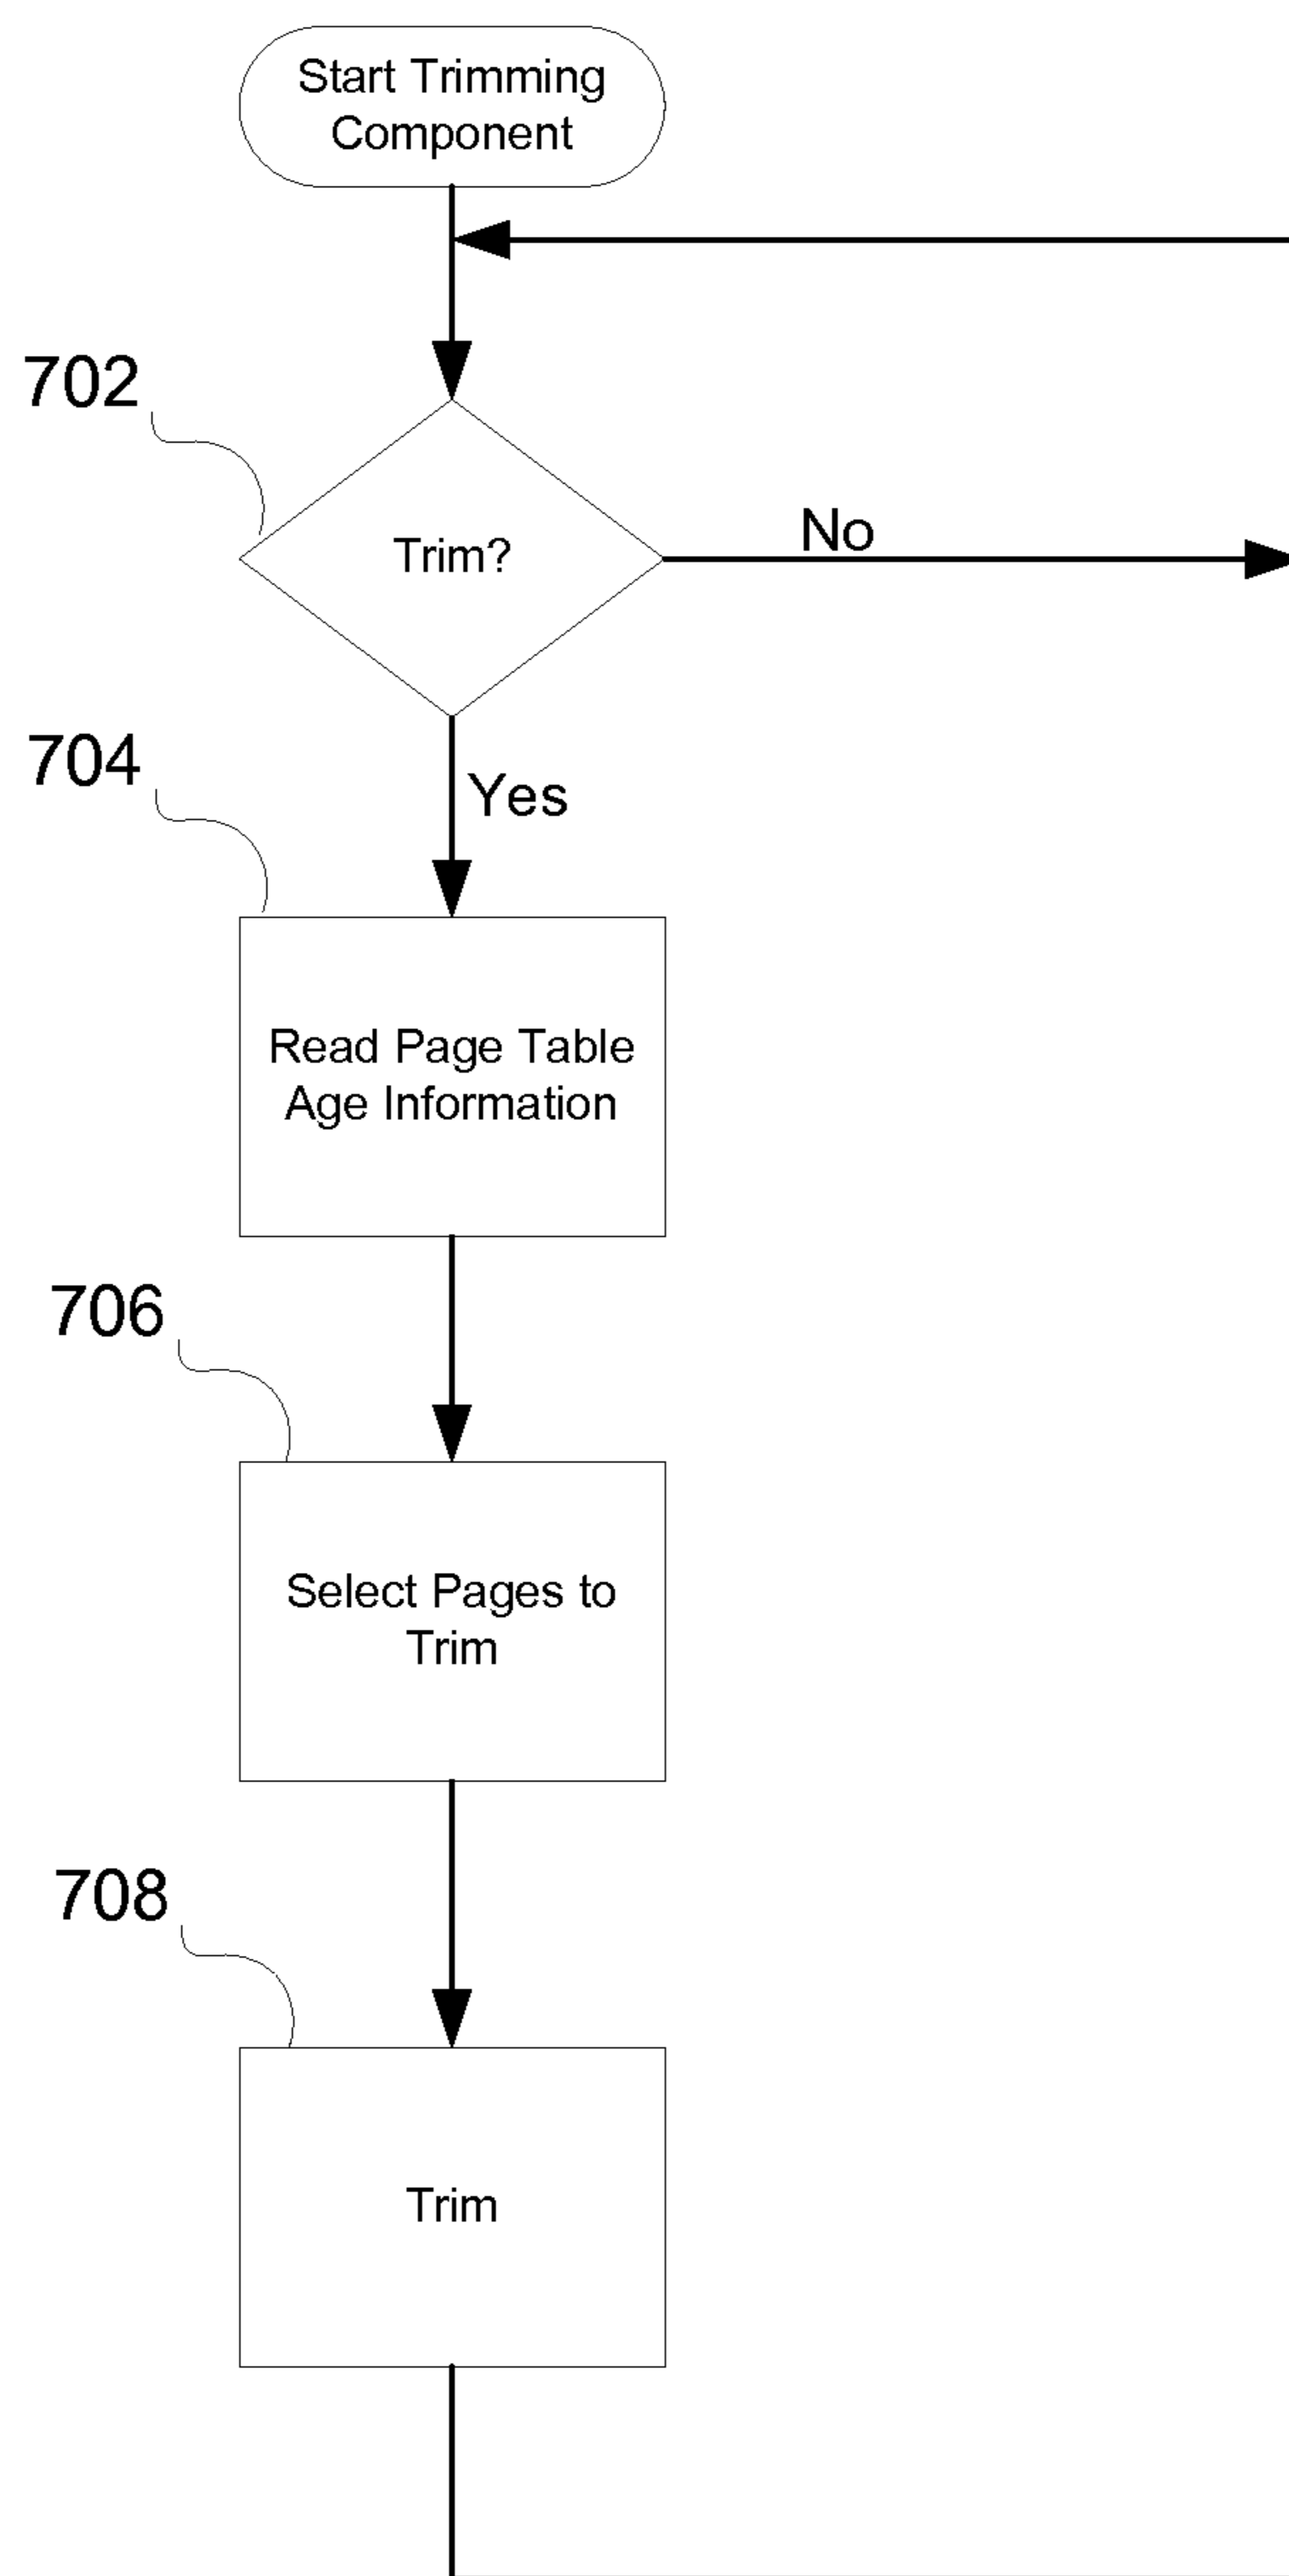 Start Trimming
Component
702
Trim?
No
704
Yes
Read Page Table
Age Information
706
Select Pages to
Trim
708
Trim